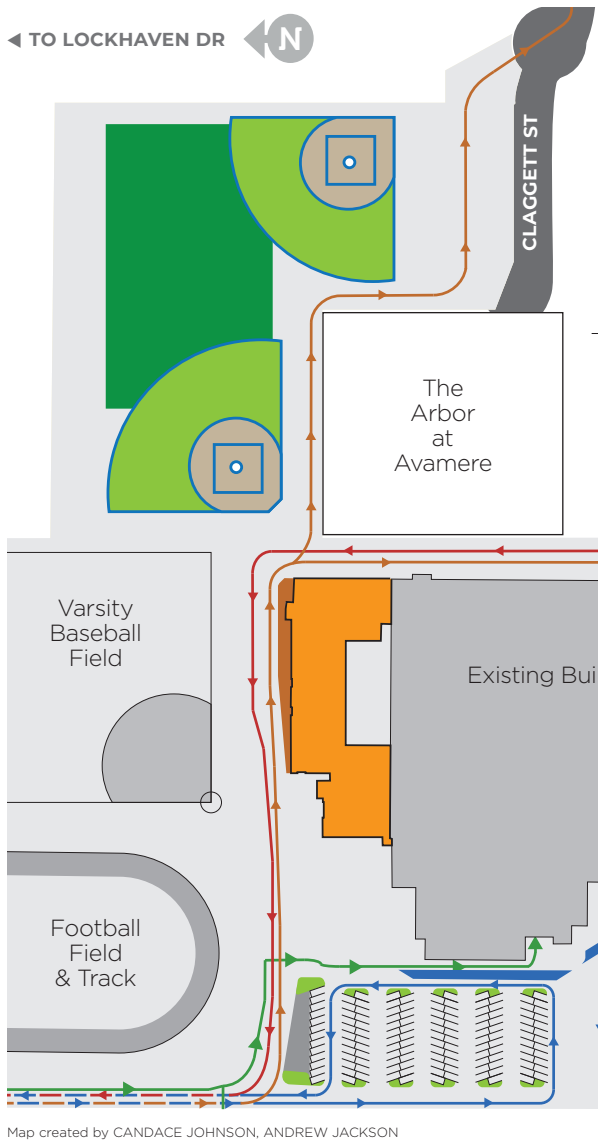 ◀ TO LOCKHAVEN DR
N
CLAGGETT ST
The
Arbor
at
Avamere
Varsity
Baseball
Field
Existing Bui
Football
Field
& Track
Map created by CANDACE JOHNSON, ANDREW JACKSON